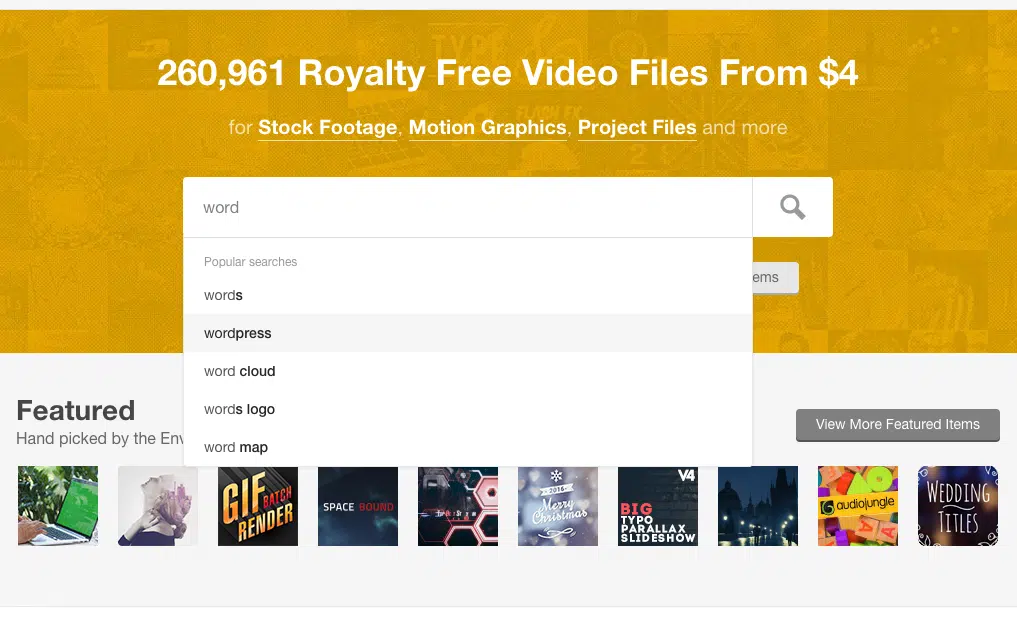 260,961 Royalty Free Video Files From $4
for Stock Footage, Motion Graphics, Project Files and more
word
Popular searches
words
wordpress
word cloud
words logo
word map
ems
Featured
Hand picked by the Env
View More Featured Items
GIF BATCH
RENDER
SPACE BOUND
2016
Merry
Christmas
V4
BIG
TYPO
PARALLAX
SLIDESHOW
audiojungle
WEDDING
TITLES